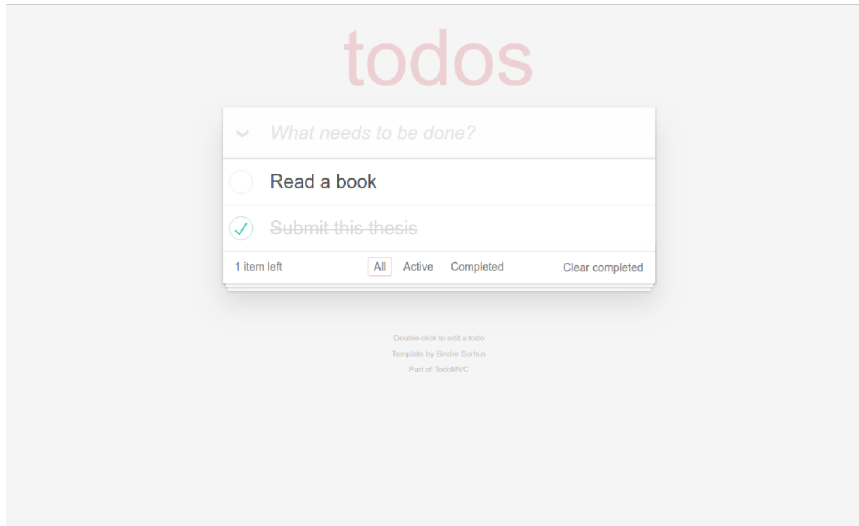 todos
What needs to be done?
Read a book
Submit this thesis
1 item left All Active Completed Clear completed
Double-click to edit a todo
Template by Sindre Sorhus
Part of TodoMVC